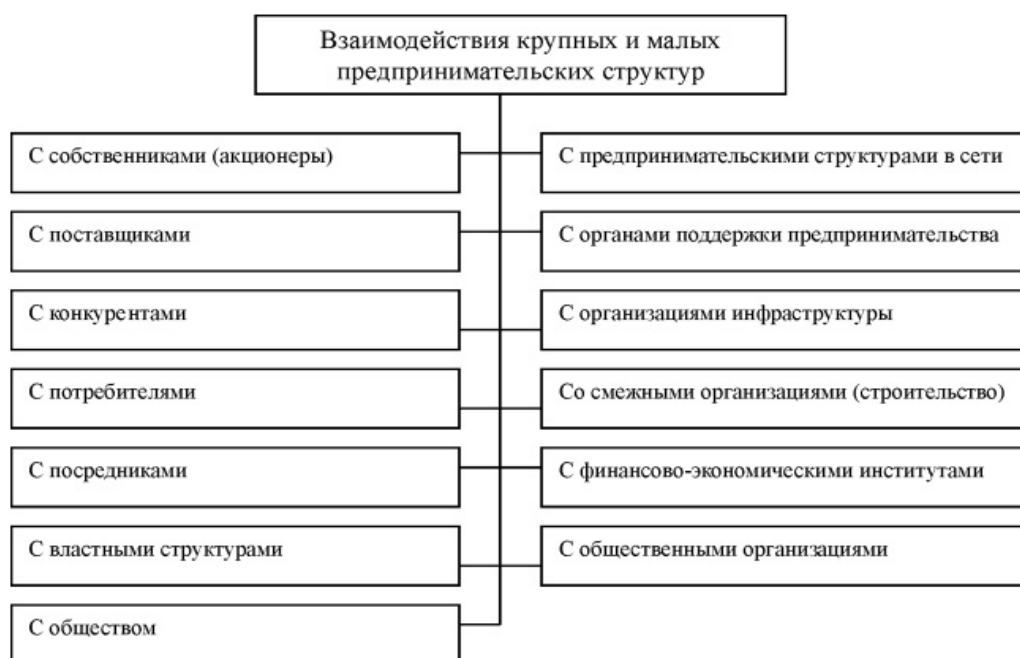 Взаимодействия крупных и малых
предпринимательских структур
С собственниками (акционеры)
С предпринимательскими структурами в сети
С поставщиками
С органами поддержки предпринимательства
С конкурентами
С организациями инфраструктуры
С потребителями
Со смежными организациями (строительство)
С посредниками
С финансово-экономическими институтами
С властными структурами
С общественными организациями
С обществом